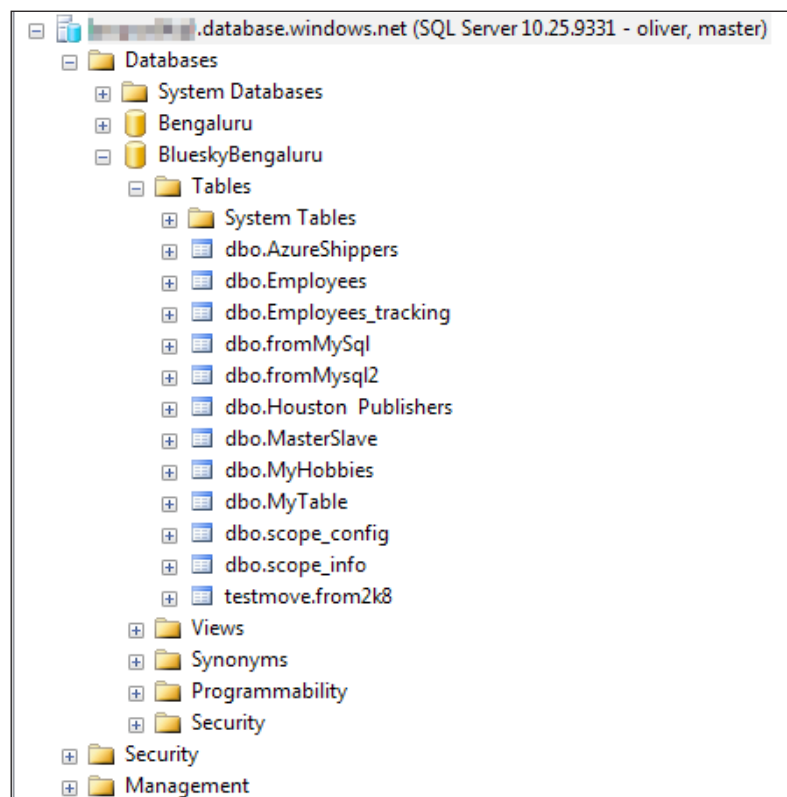 .database.windows.net (SQL Server 10.25.9331 - oliver, master)
Databases
System Databases
Bengaluru
BlueskyBengaluru
Tables
System Tables
dbo.AzureShippers
dbo.Employees
dbo.Employees_tracking
dbo.fromMySql
dbo.fromMysql2
dbo.Houston Publishers
dbo.MasterSlave
dbo.MyHobbies
dbo.MyTable
dbo.scope_config
dbo.scope_info
testmove.from2k8
Views
Synonyms
Programmability
Security
Security
Management